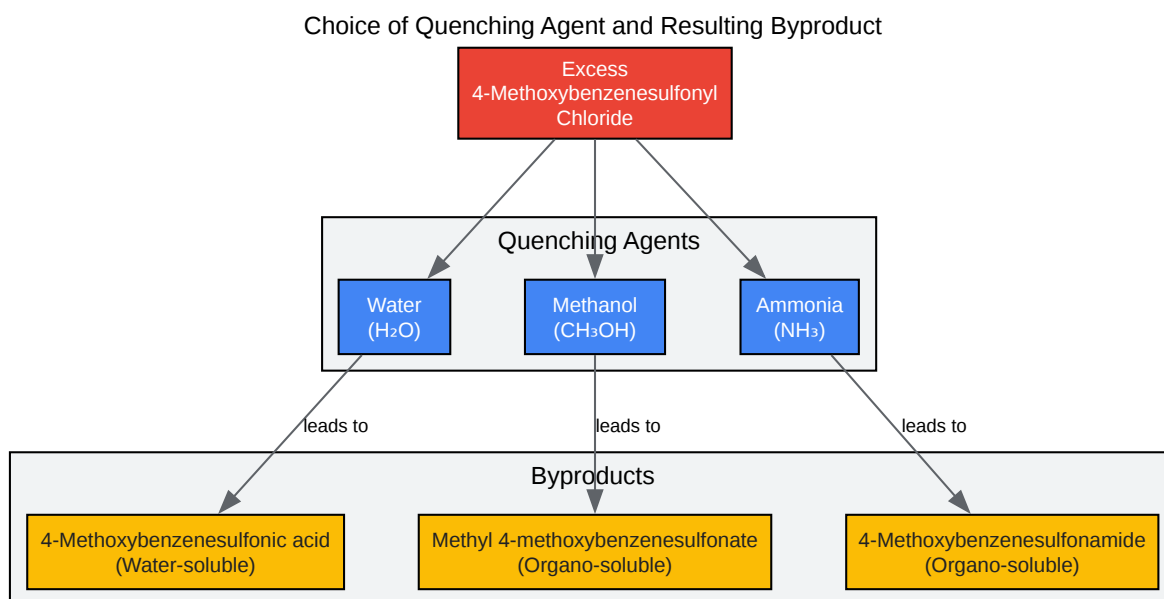 Choice of Quenching Agent and Resulting Byproduct
Excess
4-Methoxybenzenesulfonyl
Chloride
Quenching Agents
Water
(H₂O)
Methanol
(CH₃OH)
Ammonia
(NH₃)
leads to
leads to
leads to
Byproducts
4-Methoxybenzenesulfonic acid
(Water-soluble)
Methyl 4-methoxybenzenesulfonate
(Organo-soluble)
4-Methoxybenzenesulfonamide
(Organo-soluble)